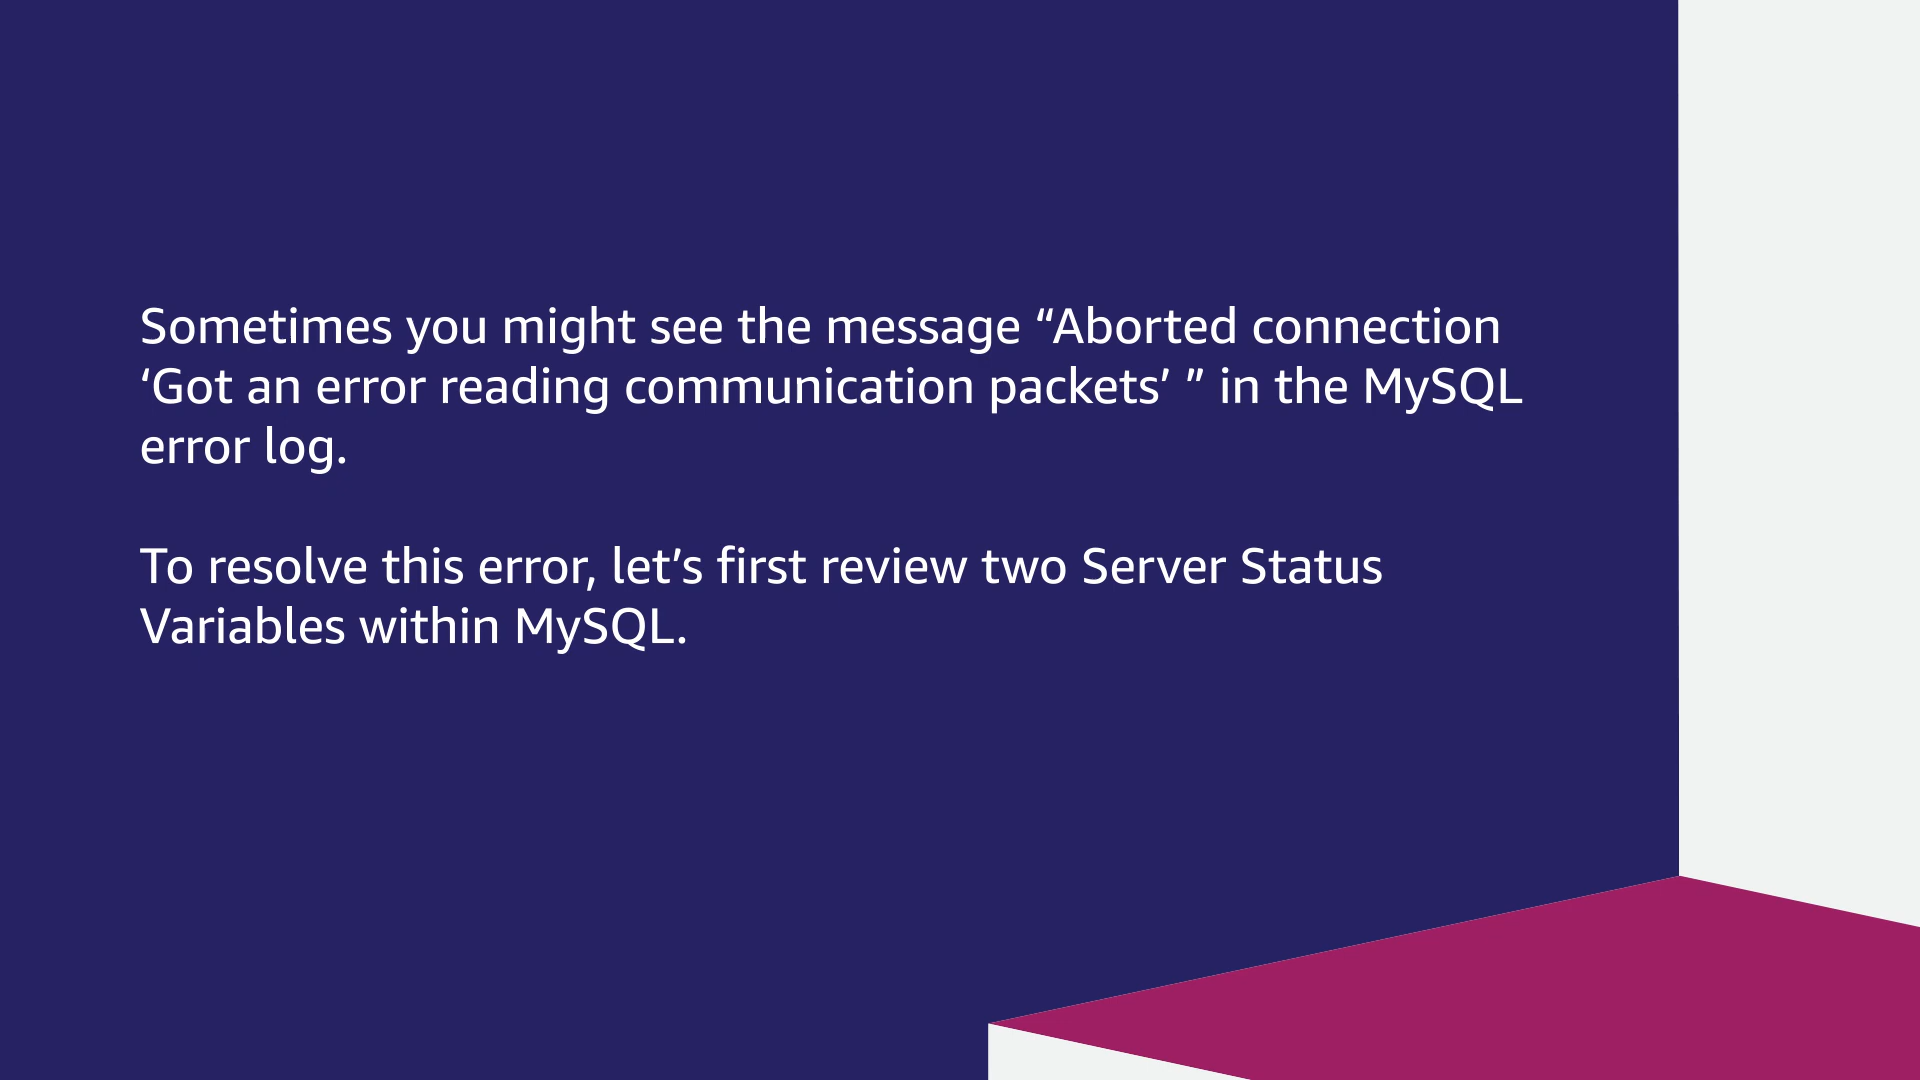 Sometimes you might see the message “Aborted connection
‘Got an error reading communication packets’ ” in the MySQL
error log.
To resolve this error, let’s first review two Server Status
Variables within MySQL.